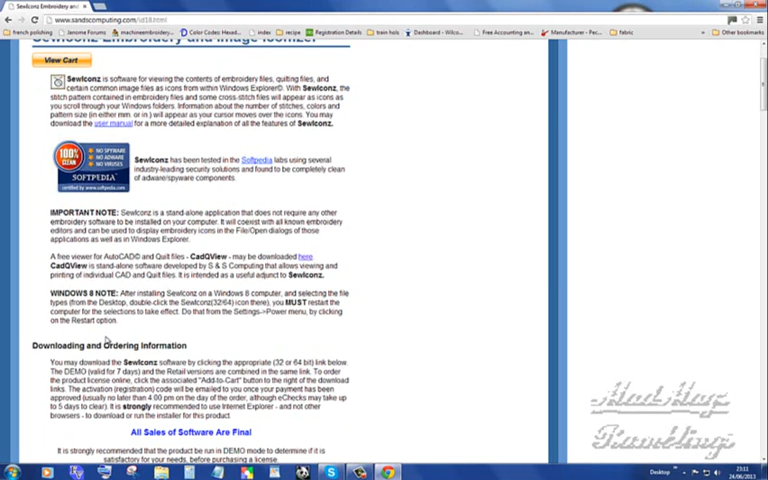 SewIconz Embroidery and
www.sandscomputing.com/id18.html
french polishing
Janome Forums
machineembroidery...
Color Codes: Head...
index
recipe
Registration Details
train hols
Dashboard - Wilco...
Free Accounting an...
Manufacturer - Pec...
fabric
Other bookmarks
SewIconz Embroidery and Image Iconizer
View Cart
SewIconz is software for viewing the contents of embroidery files, quilting files, and
certain common image files as icons from within Windows Explorer©. With SewIconz, the
stitch pattern contained in embroidery files and some cross-stitch files will appear as icons as
you scroll through your Windows folders. Information about the number of stitches, colors and
pattern size (in either mm. or in.) will appear as your cursor moves over the icons. You may
download the user manual for a more detailed explanation of all the features of SewIconz.
100%
CLEAN
NO SPYWARE
NO ADWARE
NO VIRUSES
SOFTPEDIA
certified by www.softpedia.com
SewIconz has been tested in the Softpedia labs using several
industry-leading security solutions and found to be completely clean
of adware/spyware components.
IMPORTANT NOTE: SewIconz is a stand-alone application that does not require any other
embroidery software to be installed on your computer. It will coexist with all known embroidery
editors and can be used to display embroidery icons in the File/Open dialogs of those
applications as well as in Windows Explorer.
A free viewer for AutoCAD© and Quilt files - CadQView - may be downloaded here
CadQView is stand-alone software developed by S & S Computing that allows viewing and
printing of individual CAD and Quilt files. It is intended as a useful adjunct to SewIconz.
WINDOWS 8 NOTE: After installing SewIconz on a Windows 8 computer, and selecting the file
types (from the Desktop, double-click the SewIconz(32/64) icon there), you MUST restart the
computer for the selections to take effect. Do that from the Settings->Power menu, by clicking
on the Restart option.
Downloading and Ordering Information
You may download the SewIconz software by clicking the appropriate (32 or 64 bit) link below.
The DEMO (valid for 7 days) and the Retail versions are combined in the same link. To order
the product license online, click the associated "Add-to-Cart" button to the right of the download
links. The activation (registration) code will be emailed to you once your payment has been
approved (usually no later than 4:00 pm on the day of the order, although eChecks may take up
to 5 days to clear). It is strongly recommended to use Internet Explorer - and not other
browsers - to download or run the installer for this product.
All Sales of Software Are Final
It is strongly recommended that the product be run in DEMO mode to determine if it is
satisfactory for your needs, before purchasing a license.
MadMags
Ramblings
Desktop
23:11
24/06/2013